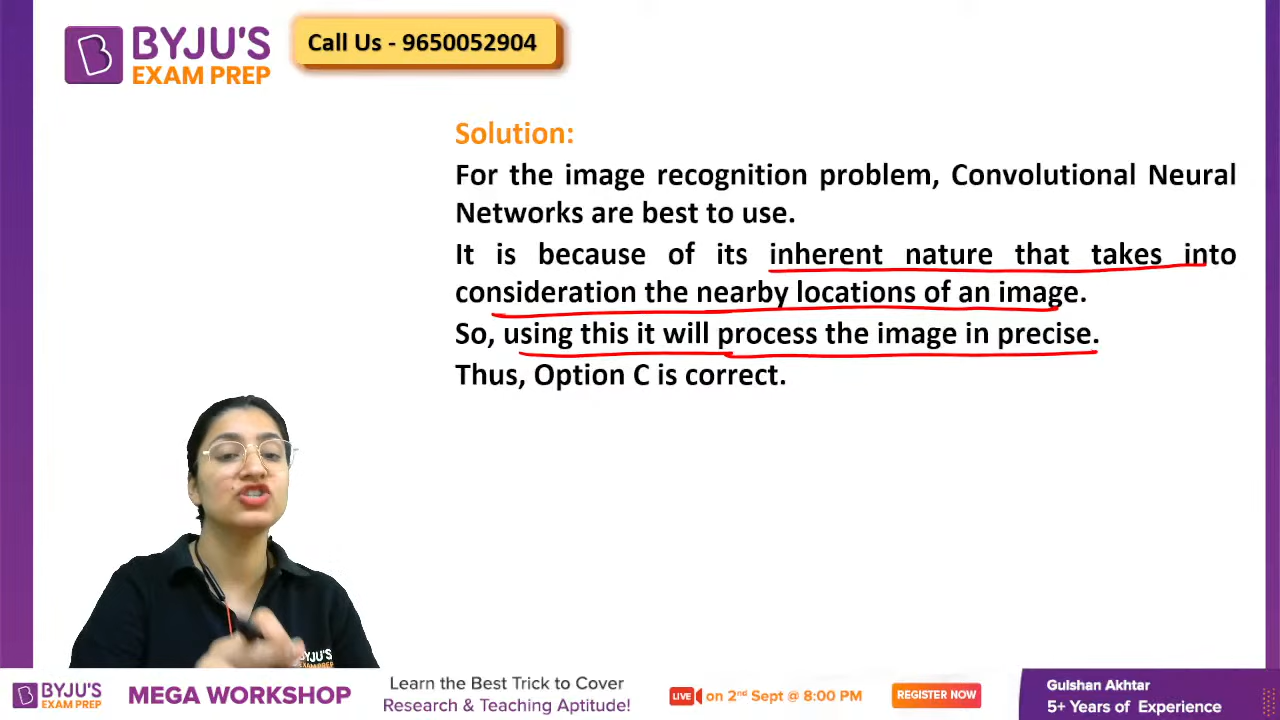 BYJU'S
EXAM PREP
Call Us - 9650052904
Solution:
For the image recognition problem, Convolutional Neural
Networks are best to use.
It is because of its inherent nature that takes into
consideration the nearby locations of an image.
So, using this it will process the image in precise.
Thus, Option C is correct.
BYJU'S
EXAM PREP
BYJU'S
EXAM PREP
MEGA WORKSHOP
Learn the Best Trick to Cover
Research & Teaching Aptitude!
LIVE on 2nd Sept @ 8:00 PM
REGISTER NOW
Gulshan Akhtar
5+ Years of Experience